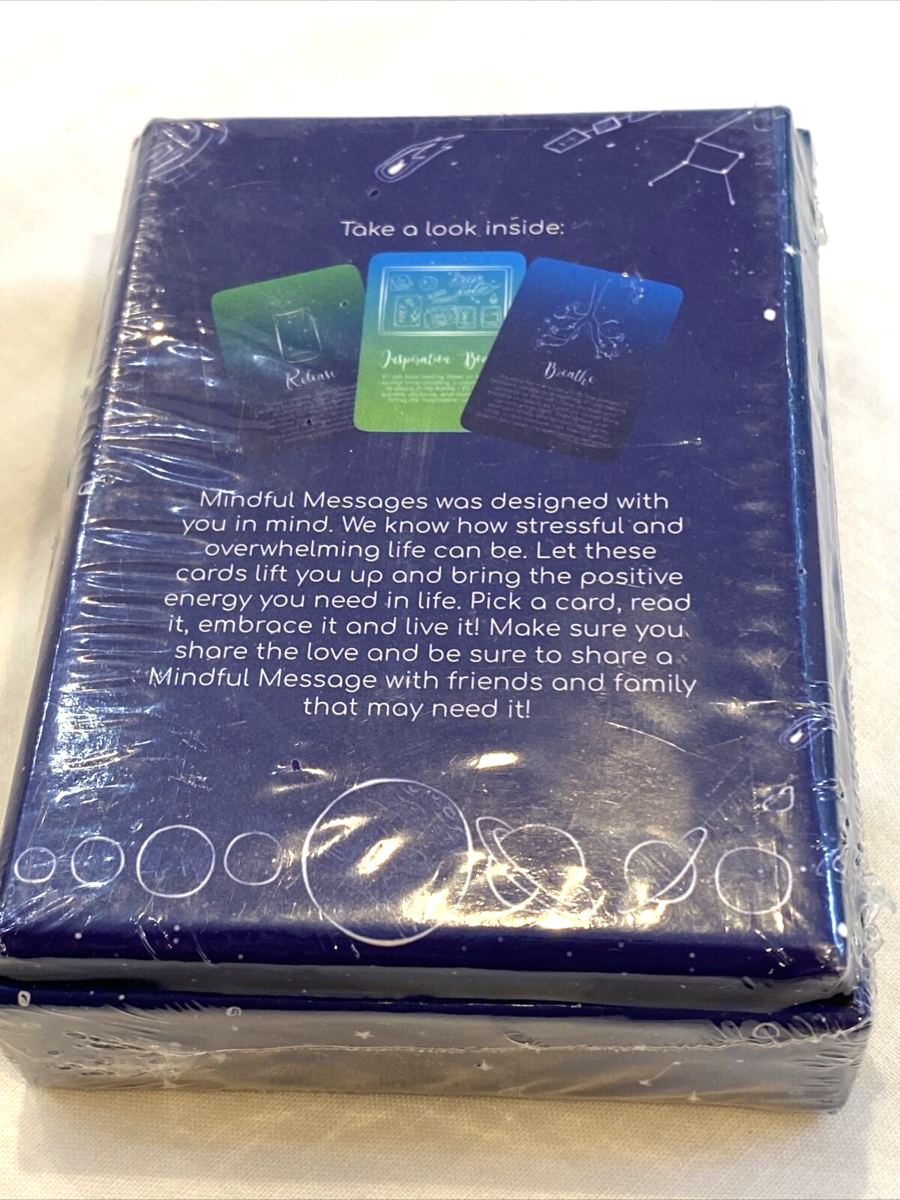 Take a look inside:
Release
Inspiration
Breathe
Mindful Messages was designed with
you in mind. We know how stressful and
overwhelming life can be. Let these
cards lift you up and bring the positive
energy you need in life. Pick a card, read
it, embrace it and live it! Make sure you
share the love and be sure to share a
Mindful Message with friends and family
that may need it!